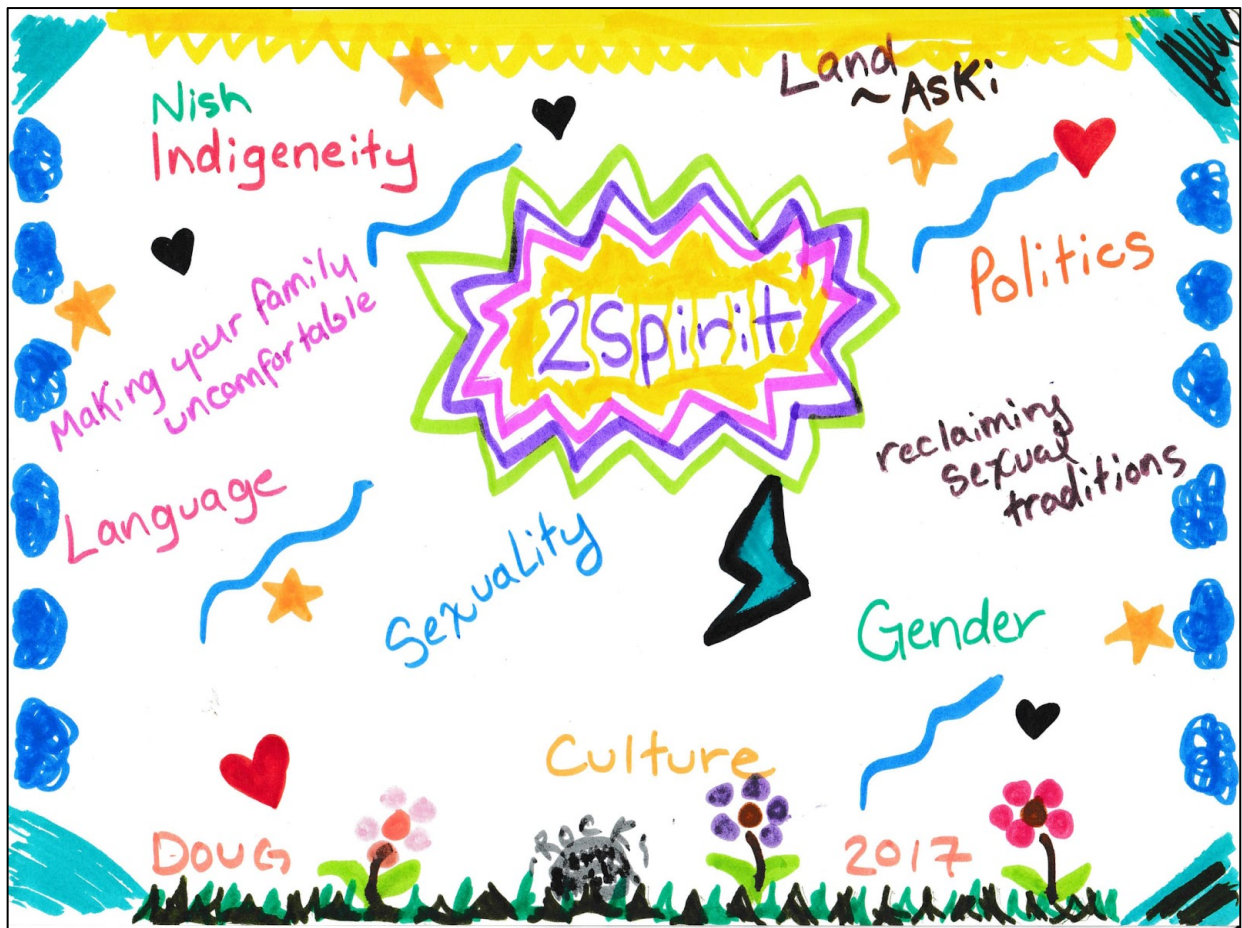 Nish
Indigeneity
Land
~ AsKi
2Spirit
Politics
Making your family
uncomfortable
reclaiming
sexual
traditions
Language
Sexuality
Gender
Culture
ROCK
DOUG
2017